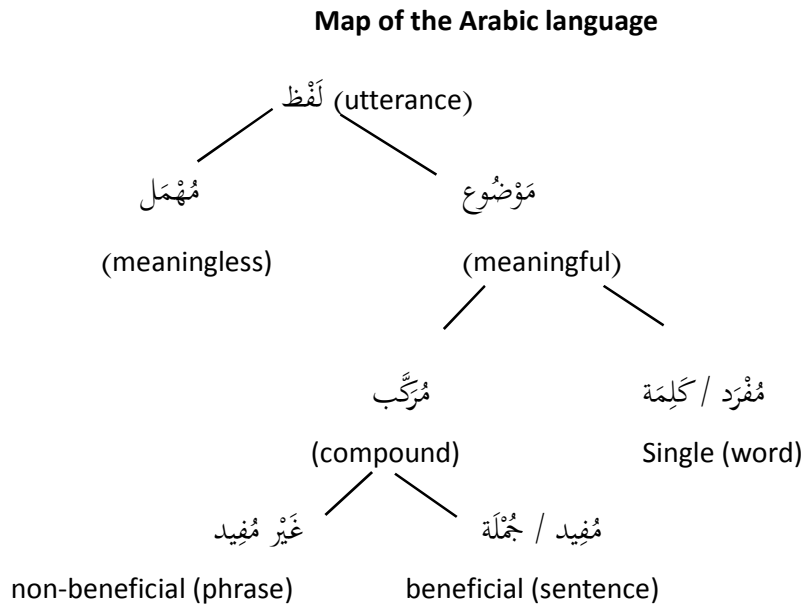 Map of the Arabic language
لَفْظ (utterance)
مُهْمَل
مَوْضُوع
(meaningless)
(meaningful)
مُرَكَّب
مُفْرَد / كَلِمَة
(compound)
Single (word)
غَيْر مُفِيد
مُفِيد / جُمْلَة
non-beneficial (phrase)
beneficial (sentence)